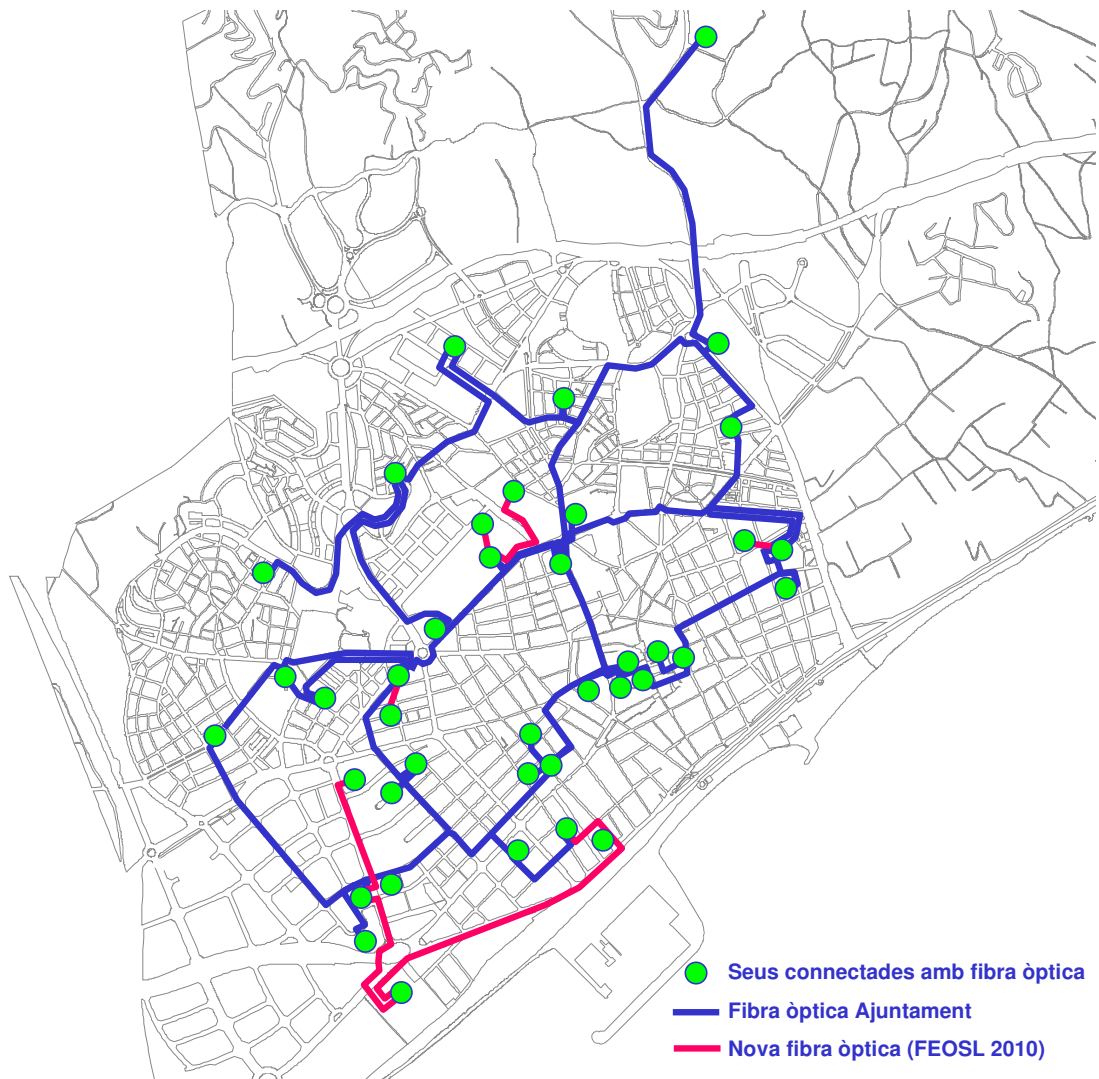 Seus connectades amb fibra òptica
Fibra òptica Ajuntament
Nova fibra òptica (FEOSL 2010)